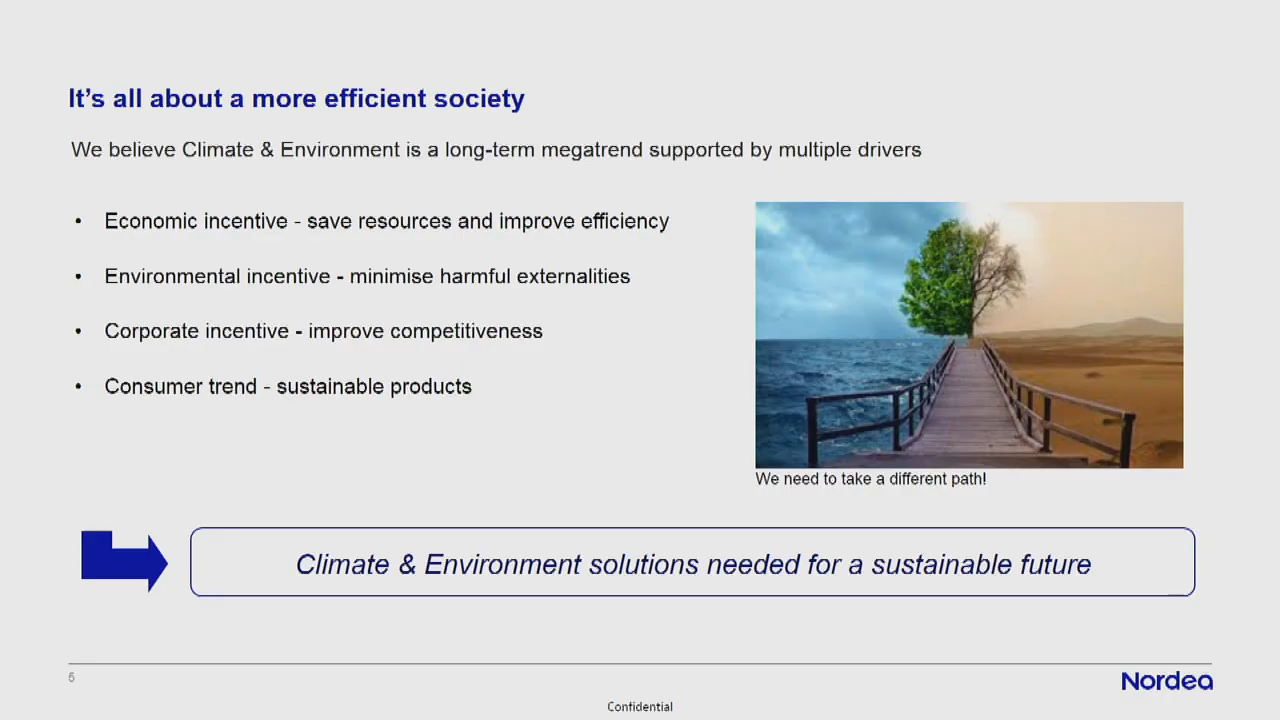 It's all about a more efficient society
We believe Climate & Environment is a long-term megatrend supported by multiple drivers
• Economic incentive - save resources and improve efficiency
• Environmental incentive - minimise harmful externalities
• Corporate incentive - improve competitiveness
• Consumer trend - sustainable products
We need to take a different path!
Climate & Environment solutions needed for a sustainable future
5
Nordea
Confidential